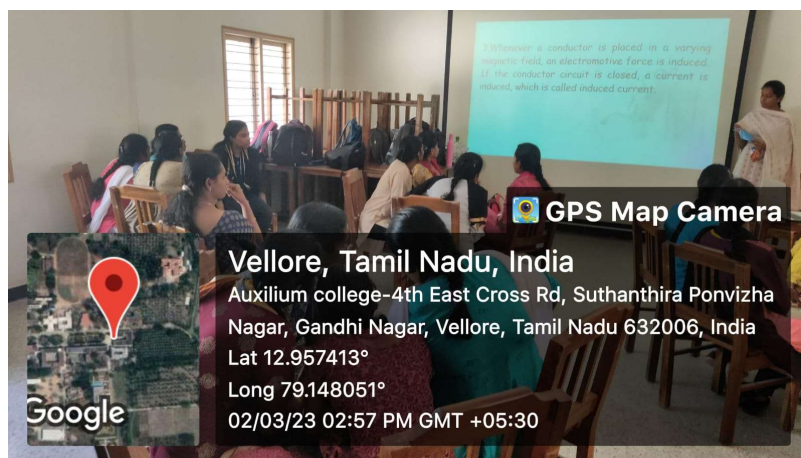 2.Whenever a conductor is placed in a varying
magnetic field, an electromotive force is induced.
If the conductor circuit is closed, a current is
induced, which is called induced current.
GPS Map Camera
Vellore, Tamil Nadu, India
Auxilium college-4th East Cross Rd, Suthanthira Ponvizha
Nagar, Gandhi Nagar, Vellore, Tamil Nadu 632006, India
Lat 12.957413°
Long 79.148051°
02/03/23 02:57 PM GMT +05:30
Google